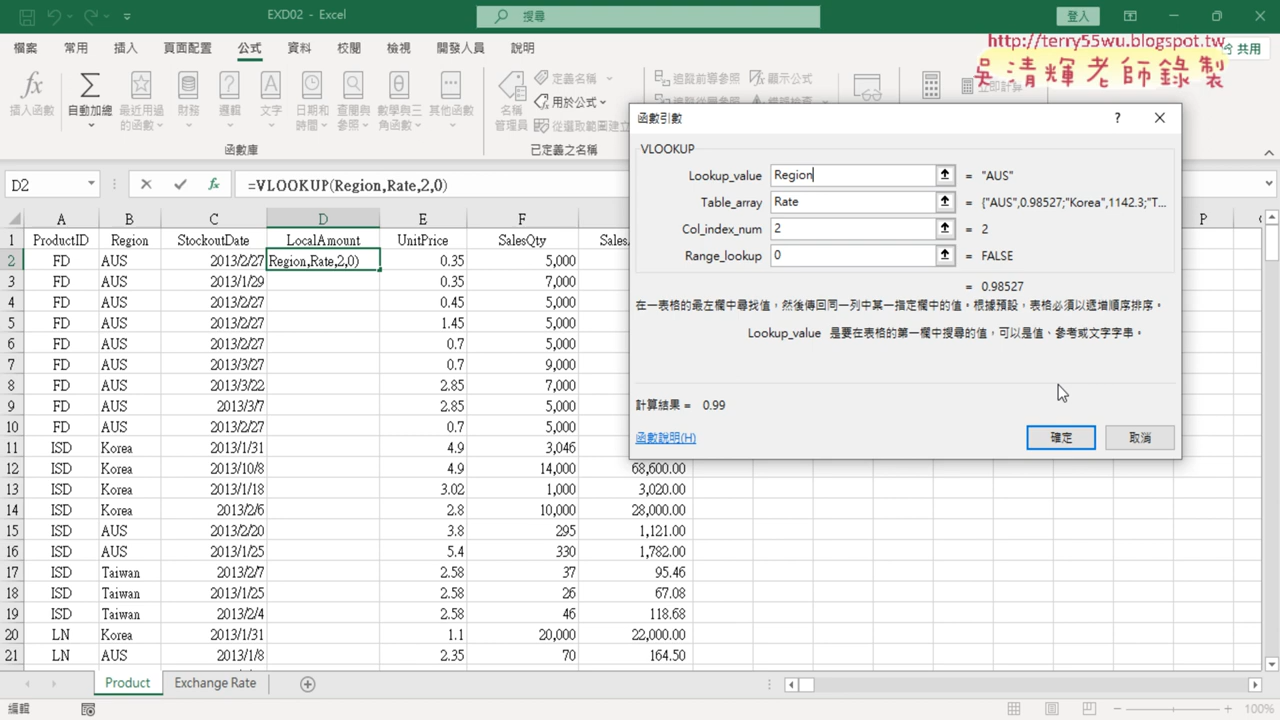 EXD02 - Excel
搜尋
登入
檔案 常用 插入 頁面配置 公式 資料 校閱 檢視 開發人員 說明
共用
http://terry55wu.blogspot.tw
吳清輝老師錄製
插入函數 自動加總 最近用過的函數 財務 邏輯 文字 日期和時間 查閱與參照 數學與三角函數 其他函數
名稱管理員 定義名稱 用於公式 從選取範圍建立
追蹤前導參照 顯示公式
函數庫 已定義之名稱
D2 =VLOOKUP(Region,Rate,2,0)
函數引數 ?
VLOOKUP
Lookup_value Region = "AUS"
Table_array Rate = {"AUS",0.98527;"Korea",1142.3;"T...
Col_index_num 2 = 2
Range_lookup 0 = FALSE
= 0.98527
在一表格的最左欄中尋找值，然後傳回同一列中某一指定欄中的值。根據預設，表格必須以遞增順序排序。
Lookup_value 是要在表格的第一欄中搜尋的值，可以是值、參考或文字字串。
計算結果 = 0.99
函數說明(H) 確定 取消
A B C D E F P
1 ProductID Region StockoutDate LocalAmount UnitPrice SalesQty
2 FD AUS 2013/2/27 Region,Rate,2,0) 0.35 5,000
3 FD AUS 2013/1/29 0.35 7,000
4 FD AUS 2013/2/27 0.45 5,000
5 FD AUS 2013/2/27 1.45 5,000
6 FD AUS 2013/2/27 0.7 5,000
7 FD AUS 2013/3/27 0.7 9,000
8 FD AUS 2013/3/22 2.85 7,000
9 FD AUS 2013/3/7 2.85 5,000
10 FD AUS 2013/2/27 0.7 5,000
11 ISD Korea 2013/1/31 4.9 3,046
12 ISD Korea 2013/10/8 4.9 14,000 68,600.00
13 ISD Korea 2013/1/18 3.02 1,000 3,020.00
14 ISD Korea 2013/2/6 2.8 10,000 28,000.00
15 ISD AUS 2013/2/20 3.8 295 1,121.00
16 ISD AUS 2013/1/25 5.4 330 1,782.00
17 ISD Taiwan 2013/2/7 2.58 37 95.46
18 ISD Taiwan 2013/1/25 2.58 26 67.08
19 ISD Taiwan 2013/2/4 2.58 46 118.68
20 LN Korea 2013/1/31 1.1 20,000 22,000.00
21 LN AUS 2013/1/8 2.35 70 164.50
Product Exchange Rate
編輯 100%